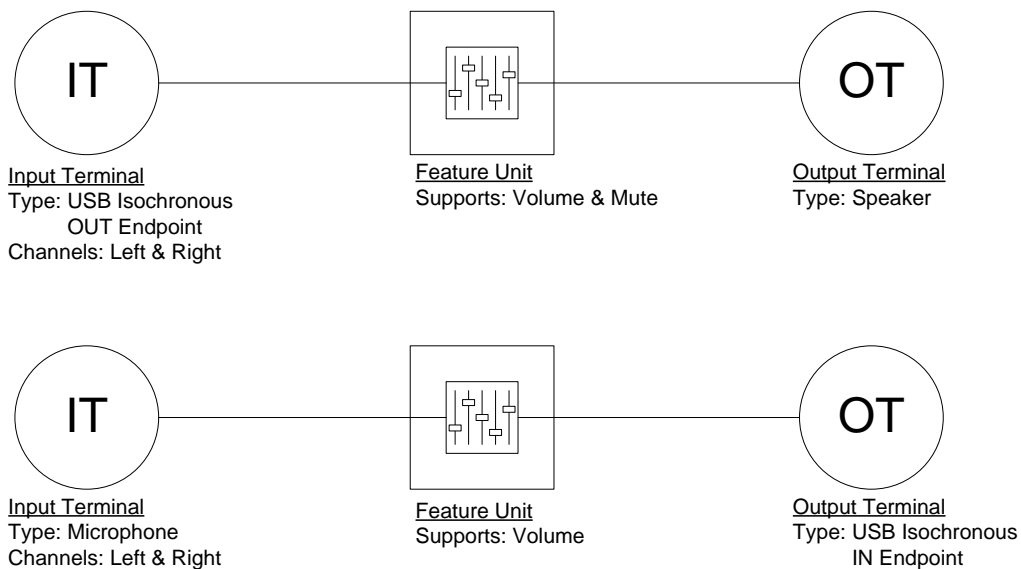 IT
OT
Input Terminal
Type: USB Isochronous
OUT Endpoint
Channels: Left & Right
Feature Unit
Supports: Volume & Mute
Output Terminal
Type: Speaker
IT
OT
Input Terminal
Type: Microphone
Channels: Left & Right
Feature Unit
Supports: Volume
Output Terminal
Type: USB Isochronous
IN Endpoint